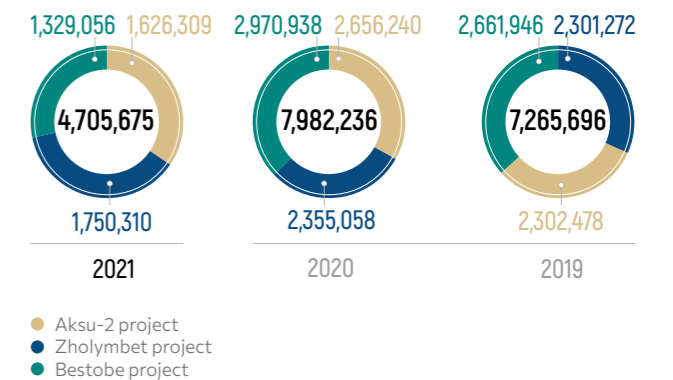 1,329,056 1,626,309 2,970,938 2,656,240 2,661,946 2,301,272
4,705,675 7,982,236 7,265,696
1,750,310 2,355,058 2,302,478
2021 2020 2019
Aksu-2 project
Zholymbet project
Bestobe project